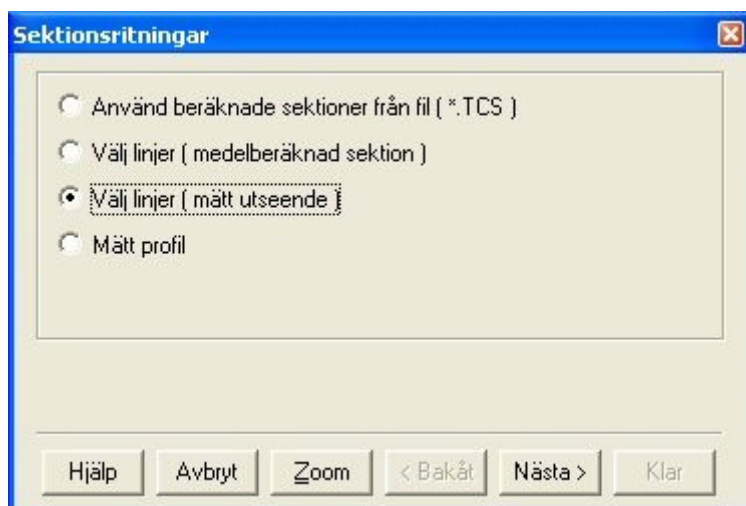 Sektionsritningar
Använd beräknade sektioner från fil ( *.TCS )
Välj linjer ( medelberäknad sektion )
Välj linjer ( mätt utseende )
Mätt profil
Hjälp Avbryt Zoom < Bakåt Nästa > Klar